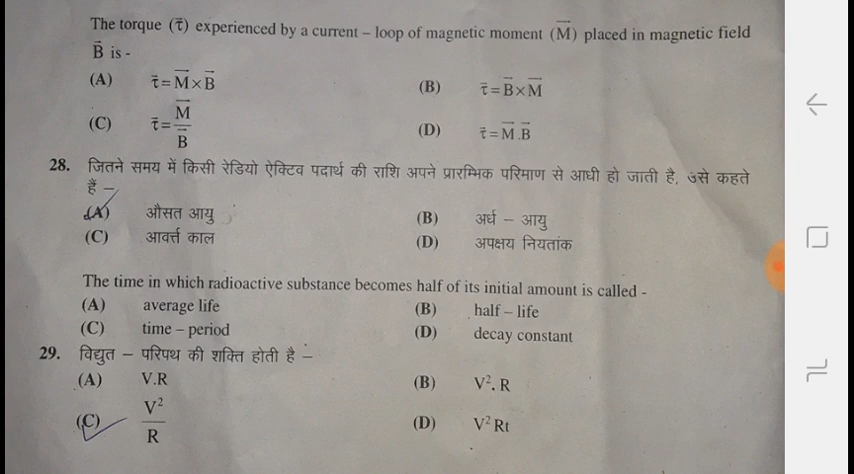 The torque (τ⃗) experienced by a current – loop of magnetic moment (M⃗) placed in magnetic field
B⃗ is -
(A) τ⃗ = M⃗ × B⃗ (B) τ⃗ = B⃗ × M⃗
(C) τ⃗ = M⃗ / B⃗ (D) τ⃗ = M⃗ . B⃗
28. जितने समय में किसी रेडियो ऐक्टिव पदार्थ की राशि अपने प्रारम्भिक परिमाण से आधी हो जाती है, उसे कहते
हैं –
(A) औसत आयु (B) अर्ध – आयु
(C) आवर्त्त काल (D) अपक्षय नियतांक
The time in which radioactive substance becomes half of its initial amount is called -
(A) average life (B) half – life
(C) time – period (D) decay constant
29. विद्युत – परिपथ की शक्ति होती है –
(A) V.R (B) V². R
(C) V² / R (D) V² Rt